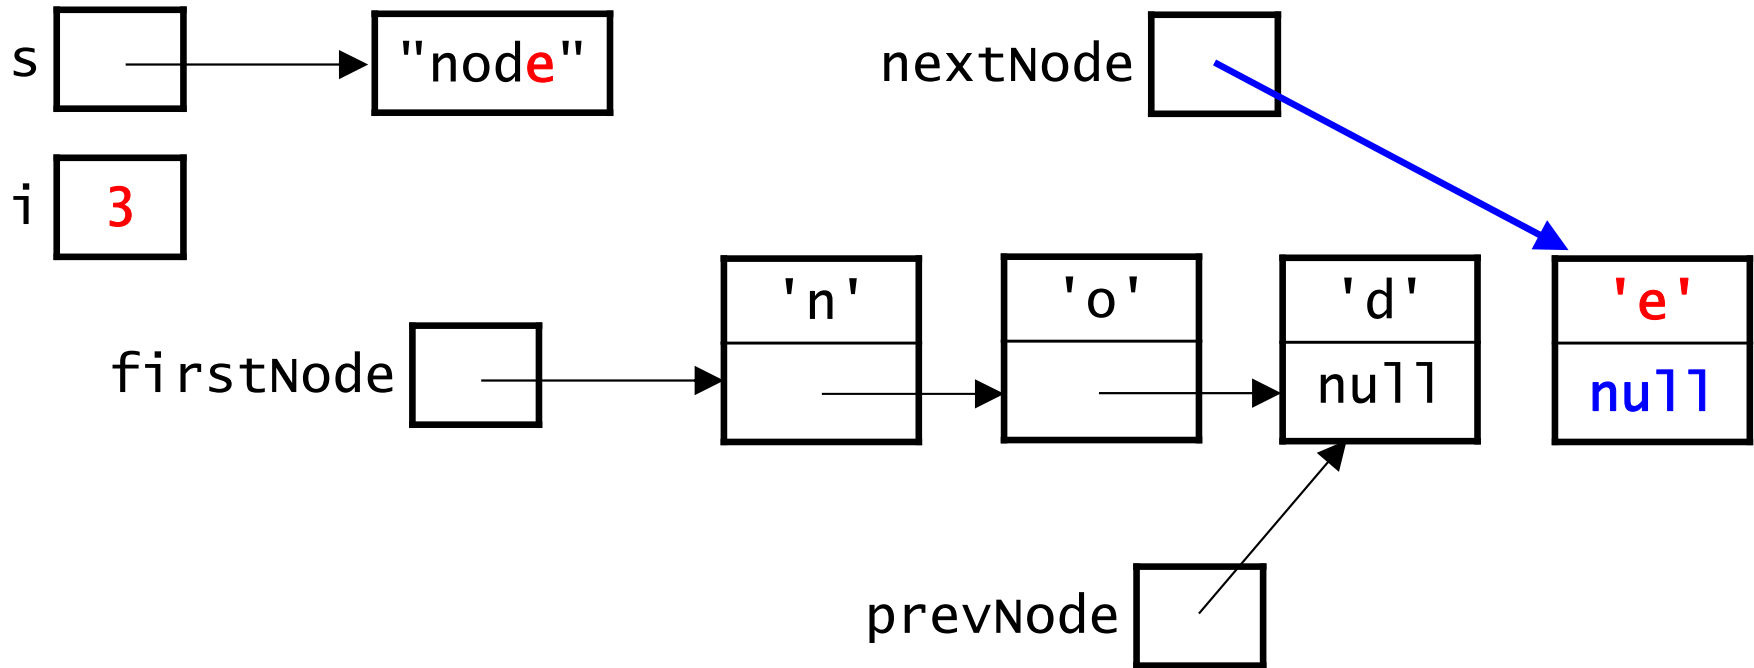 s
"node"
nextNode
i
3
'n'
'o'
'd'
'e'
firstNode
null
null
prevNode